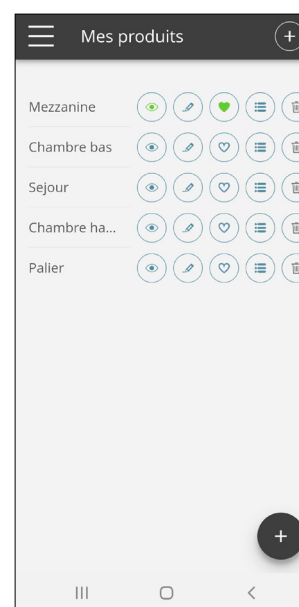 Mes produits
Mezzanine
Chambre bas
Sejour
Chambre ha...
Palier